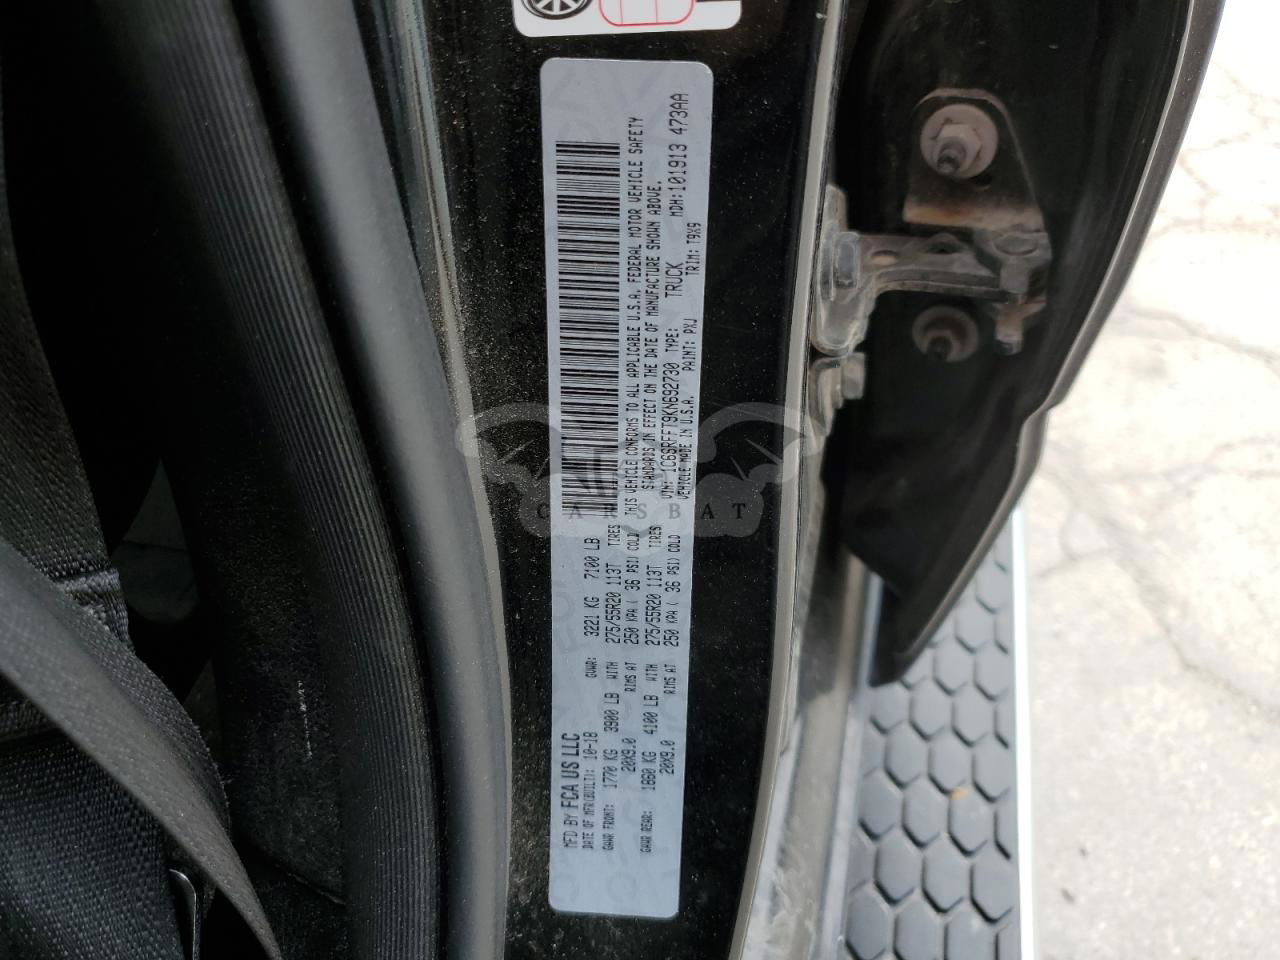 MFD BY FCA US LLC
DATE OF MFR(BUILT): 10-18 GVWR: 3221 KG 7100 LB
GAWR FRONT: 1770 KG 3900 LB WITH 275/55R20 113T TIRES
20X9.0 RIMS AT 250 KPA ( 36 PSI) COLD
GAWR REAR: 1860 KG 4100 LB WITH 275/55R20 113T TIRES
20X9.0 RIMS AT 250 KPA ( 36 PSI) COLD
THIS VEHICLE CONFORMS TO ALL APPLICABLE U.S.A. FEDERAL MOTOR VEHICLE SAFETY
STANDARDS IN EFFECT ON THE DATE OF MANUFACTURE SHOWN ABOVE.
VIN: 1C6SRFFT9KN692730 TYPE: TRUCK MDH:101913 473AA
VEHICLE MADE IN U.S.A. PAINT: PXJ TRIM: T9X9
CARSBAT